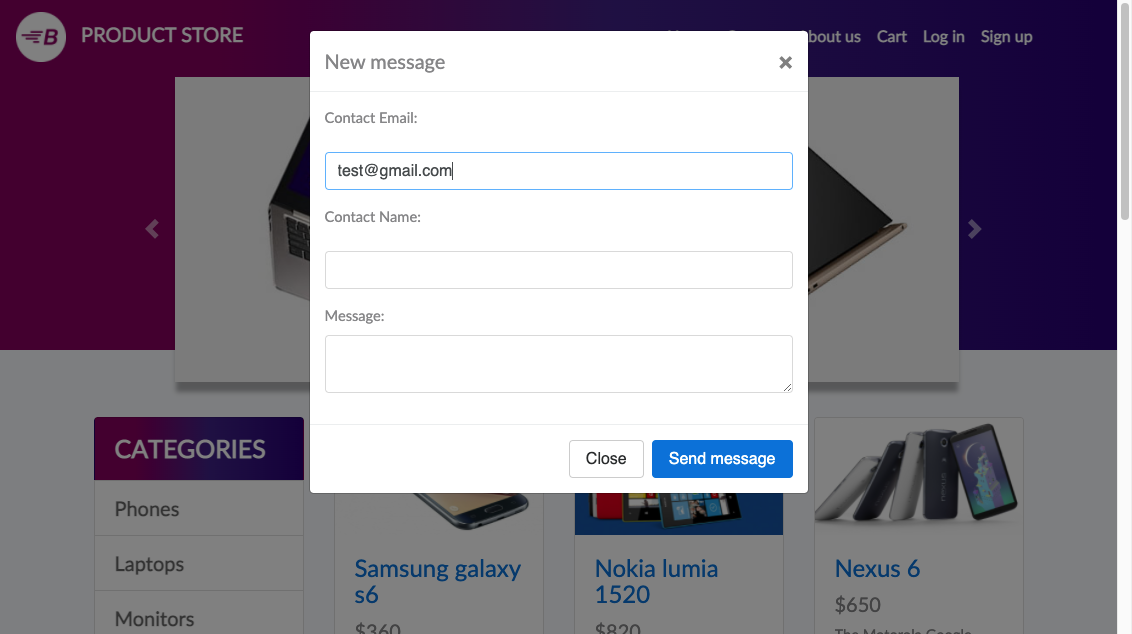 B PRODUCT STORE
bout us Cart Log in Sign up
New message
×
Contact Email:
test@gmail.com
Contact Name:
Message:
Close Send message
CATEGORIES
Phones
Laptops
Monitors
Samsung galaxy
s6
$360
Nokia lumia
1520
$820
Nexus 6
$650
The Motorola Google